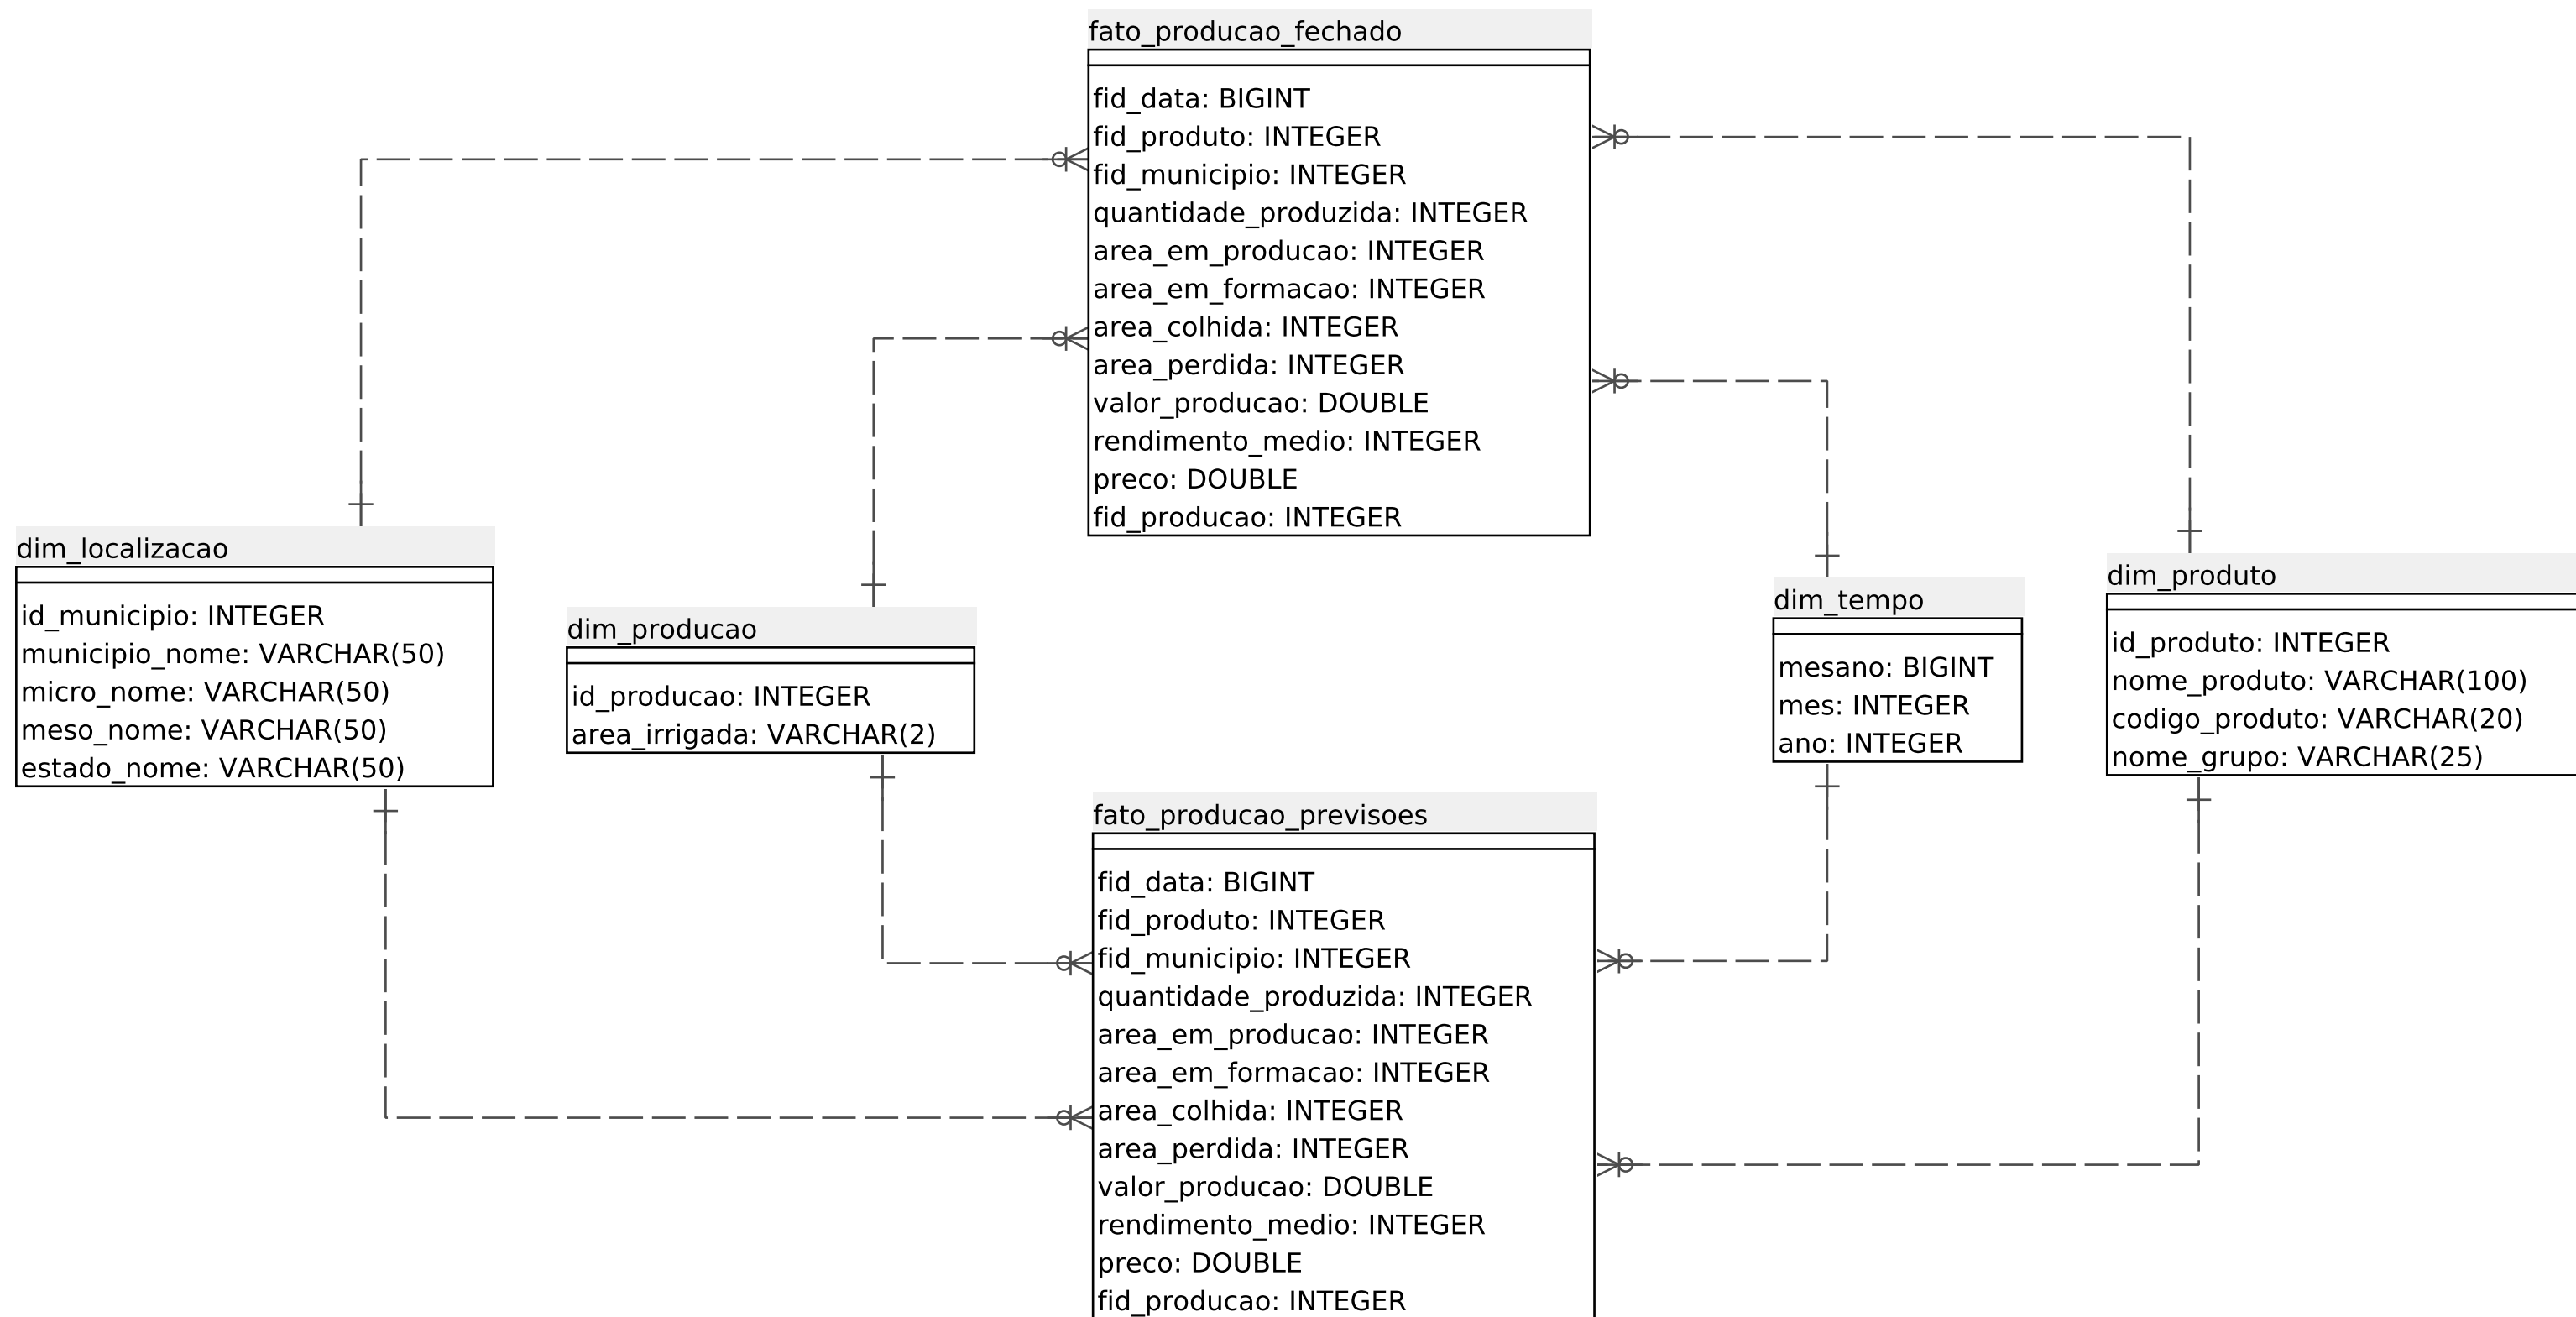 fato_producao_fechado
fid_data: BIGINT
fid_produto: INTEGER
fid_municipio: INTEGER
quantidade_produzida: INTEGER
area_em_producao: INTEGER
area_em_formacao: INTEGER
area_colhida: INTEGER
area_perdida: INTEGER
valor_producao: DOUBLE
rendimento_medio: INTEGER
preco: DOUBLE
fid_producao: INTEGER
dim_localizacao
id_municipio: INTEGER
municipio_nome: VARCHAR(50)
micro_nome: VARCHAR(50)
meso_nome: VARCHAR(50)
estado_nome: VARCHAR(50)
dim_producao
id_producao: INTEGER
area_irrigada: VARCHAR(2)
dim_tempo
mesano: BIGINT
mes: INTEGER
ano: INTEGER
dim_produto
id_produto: INTEGER
nome_produto: VARCHAR(100)
codigo_produto: VARCHAR(20)
nome_grupo: VARCHAR(25)
fato_producao_previsoes
fid_data: BIGINT
fid_produto: INTEGER
fid_municipio: INTEGER
quantidade_produzida: INTEGER
area_em_producao: INTEGER
area_em_formacao: INTEGER
area_colhida: INTEGER
area_perdida: INTEGER
valor_producao: DOUBLE
rendimento_medio: INTEGER
preco: DOUBLE
fid_producao: INTEGER